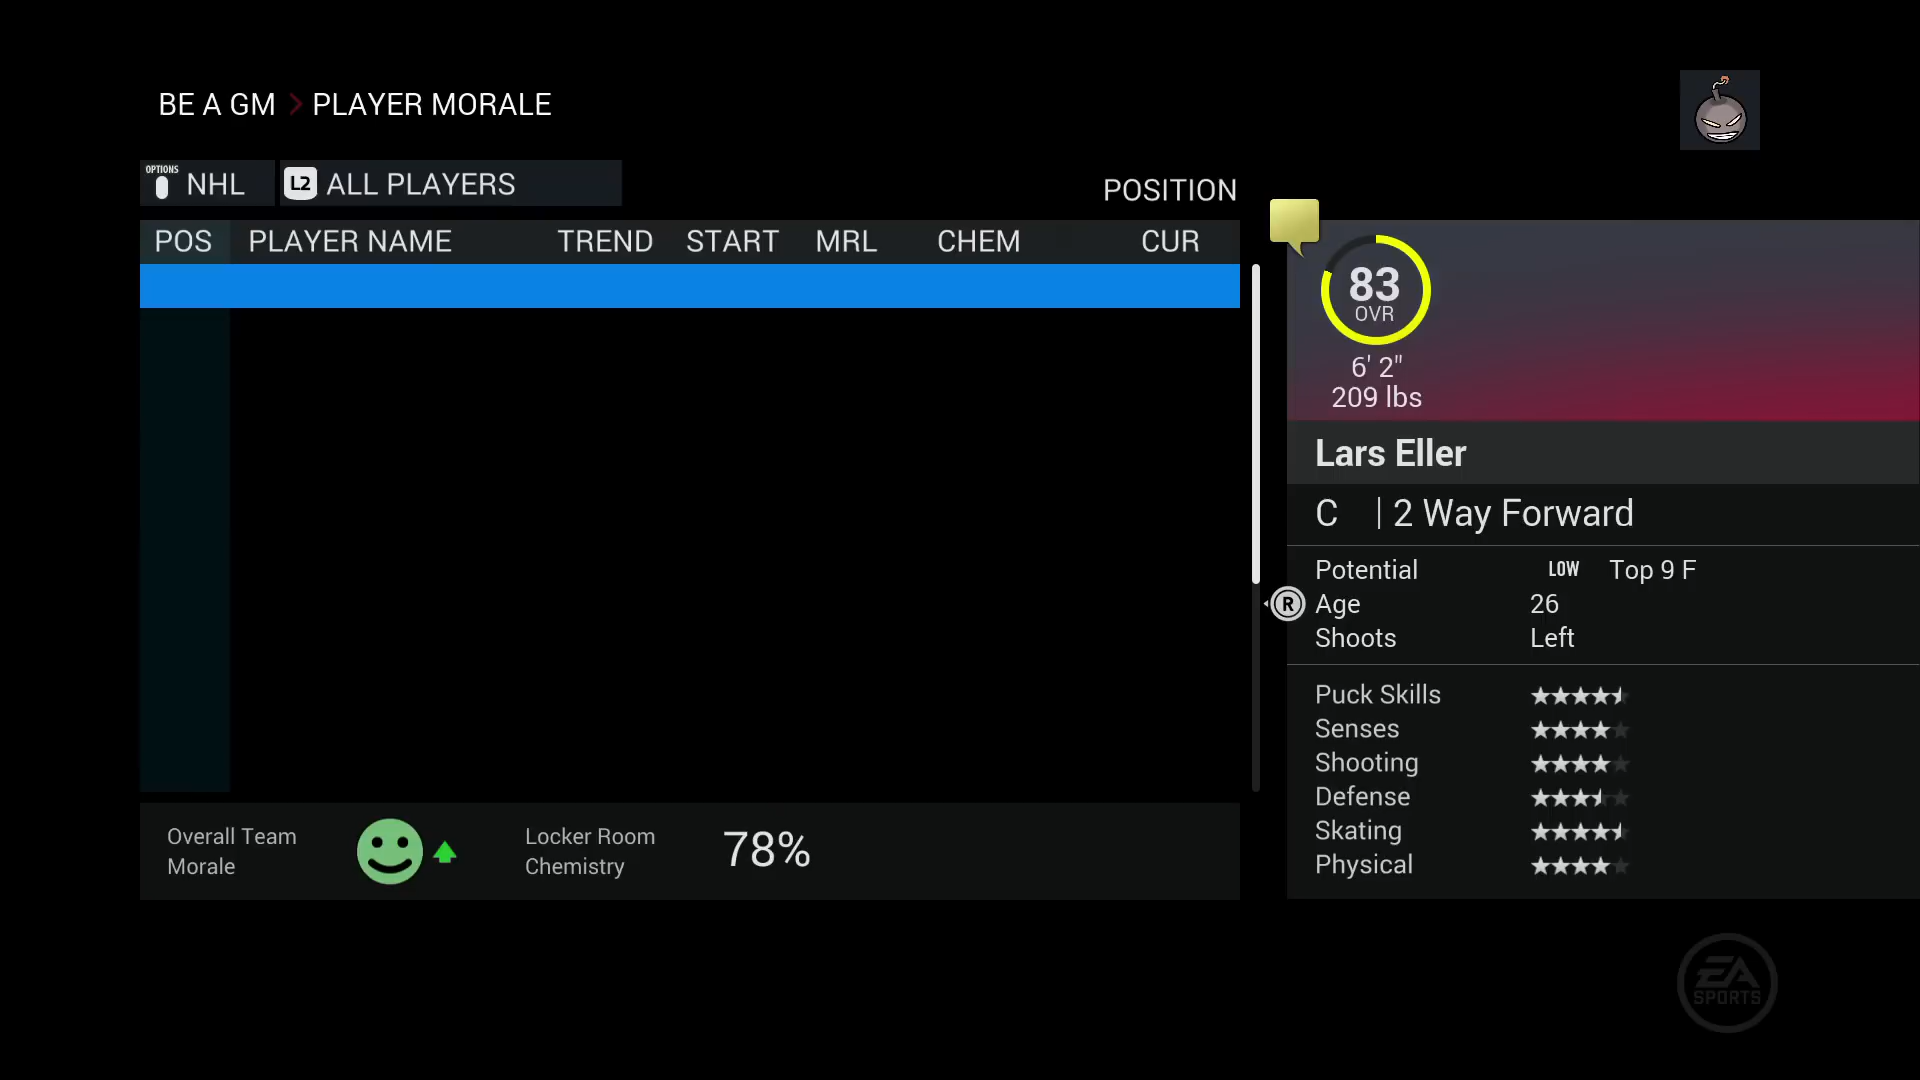 BE A GM > PLAYER MORALE
OPTIONS NHL L2 ALL PLAYERS POSITION
POS PLAYER NAME TREND START MRL CHEM CUR
83
OVR
6' 2"
209 lbs
Lars Eller
C | 2 Way Forward
Potential LOW Top 9 F
R Age 26
Shoots Left
Puck Skills
Senses
Shooting
Defense
Skating
Physical
Overall Team
Morale
Locker Room
Chemistry
78%
EA
SPORTS